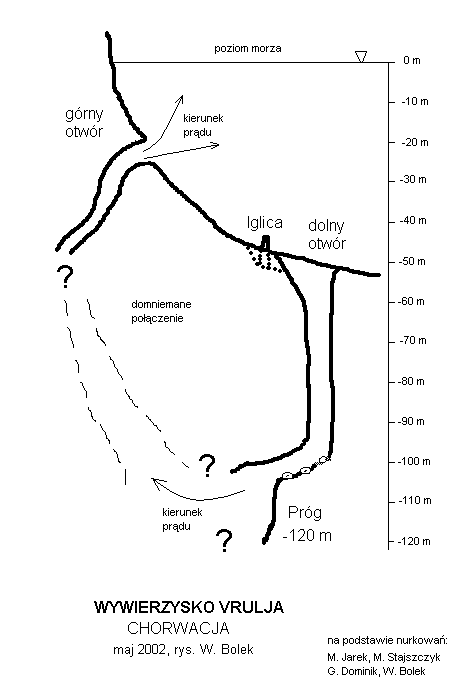 poziom morza
0 m
-10 m
górny
otwór
kierunek
prądu
-20 m
-30 m
-40 m
Iglica
dolny
otwór
-50 m
?
-60 m
domniemane
połączenie
-70 m
-80 m
-90 m
?
-100 m
-110 m
kierunek
prądu
Próg
-120 m
?
-120 m
WYWIERZYSKO VRULJA
CHORWACJA
maj 2002, rys. W. Bolek
na podstawie nurkowań:
M. Jarek, M. Stajszczyk
G. Dominik, W. Bolek